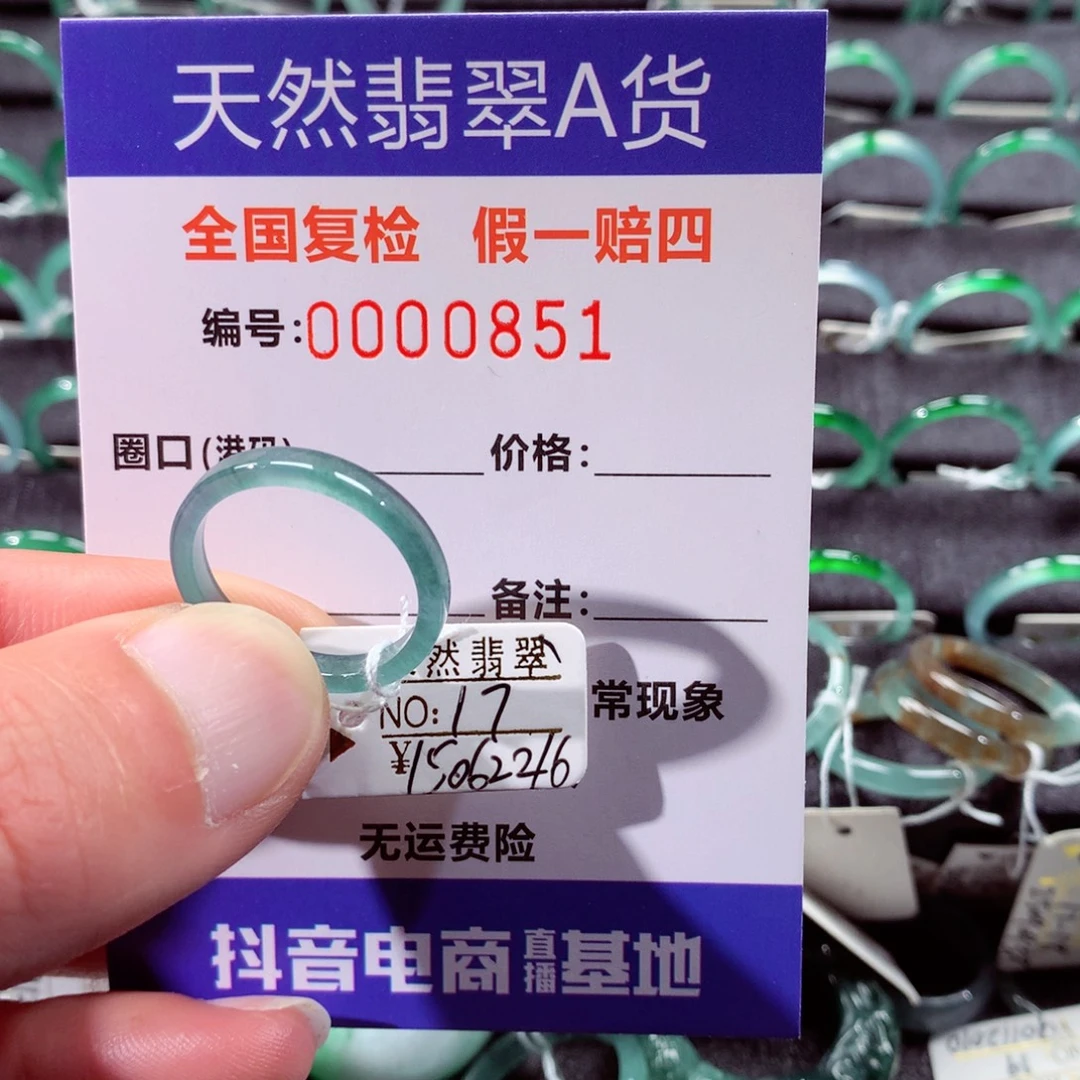 天然翡翠A货
全国复检 假一赔四
编号:0000851
圈口(港码) 价格:
备注:
然翡翠
常现象
NO:17
¥15062246
无运费险
抖音电商直播基地